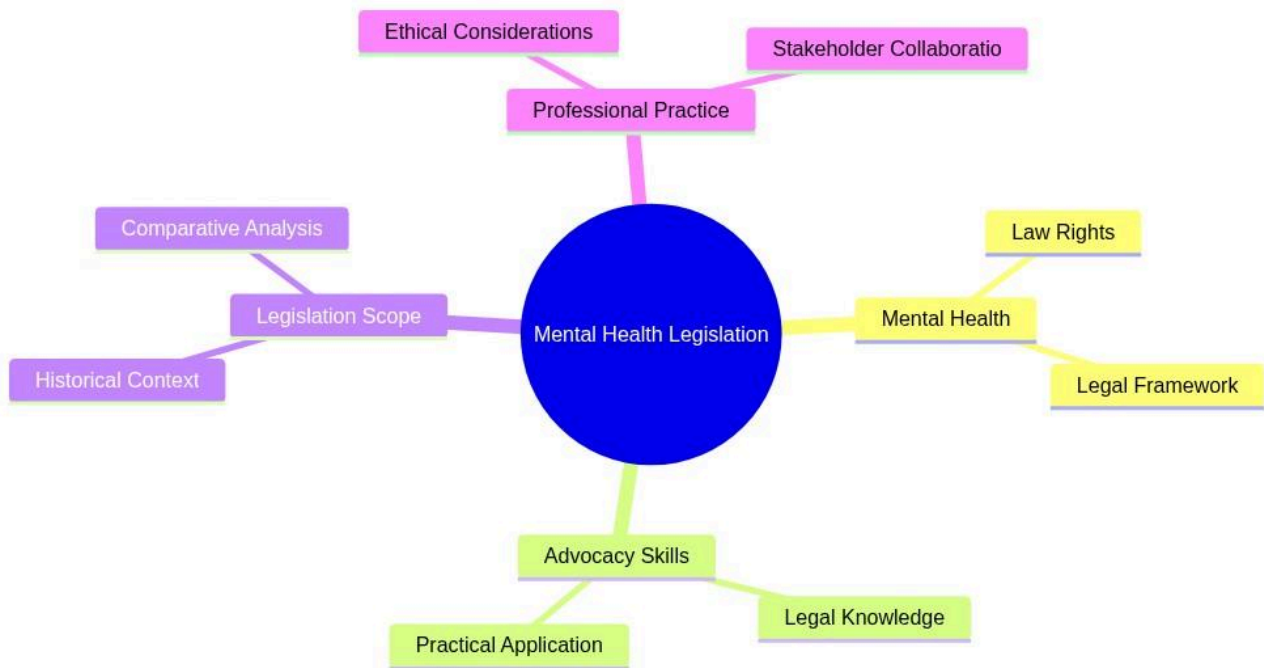 Ethical Considerations
Stakeholder Collaboratio
Professional Practice
Comparative Analysis
Law Rights
Legislation Scope
Mental Health Legislation
Mental Health
Historical Context
Legal Framework
Advocacy Skills
Legal Knowledge
Practical Application